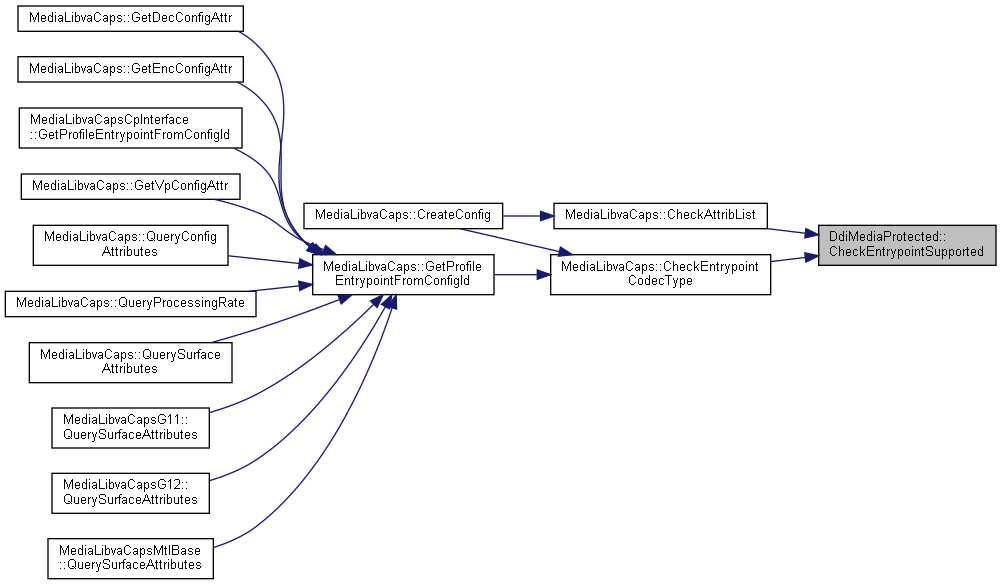 MediaLibvaCaps::GetDecConfigAttr
MediaLibvaCaps::GetEncConfigAttr
MediaLibvaCapsCpInterface
::GetProfileEntrypointFromConfigId
MediaLibvaCaps::GetVpConfigAttr
MediaLibvaCaps::QueryConfig
Attributes
MediaLibvaCaps::QueryProcessingRate
MediaLibvaCaps::QuerySurface
Attributes
MediaLibvaCapsG11::
QuerySurfaceAttributes
MediaLibvaCapsG12::
QuerySurfaceAttributes
MediaLibvaCapsMtlBase
::QuerySurfaceAttributes
MediaLibvaCaps::CreateConfig
MediaLibvaCaps::GetProfile
EntrypointFromConfigId
MediaLibvaCaps::CheckAttribList
MediaLibvaCaps::CheckEntrypoint
CodecType
DdiMediaProtected::
CheckEntrypointSupported